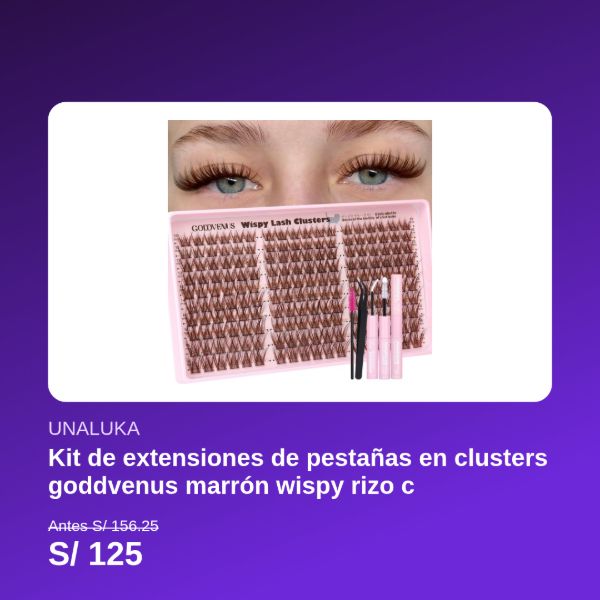 GODDVENUS Wispy Lash Clusters
UNALUKA
Kit de extensiones de pestañas en clusters
goddvenus marrón wispy rizo c
Antes S/ 156.25
S/ 125